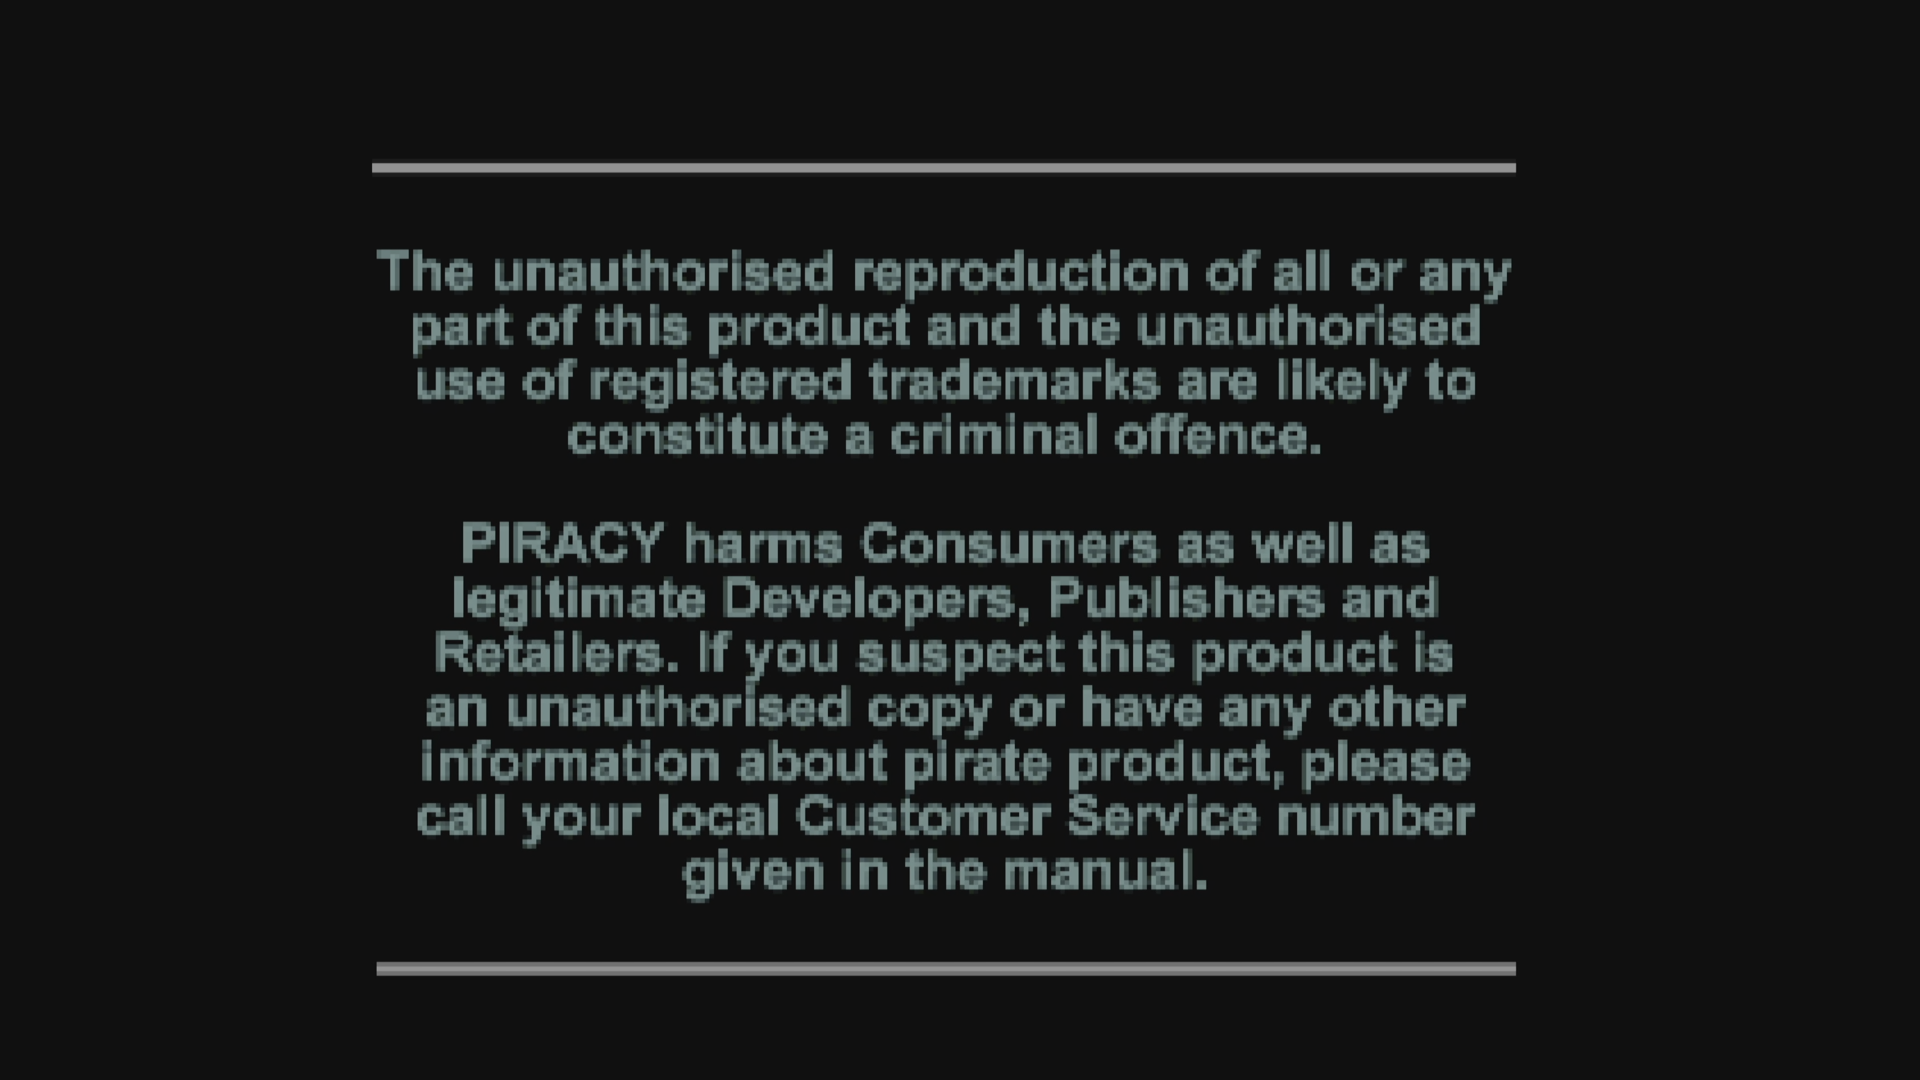 The unauthorised reproduction of all or any
part of this product and the unauthorised
use of registered trademarks are likely to
constitute a criminal offence.
PIRACY harms Consumers as well as
legitimate Developers, Publishers and
Retailers. If you suspect this product is
an unauthorised copy or have any other
information about pirate product, please
call your local Customer Service number
given in the manual.